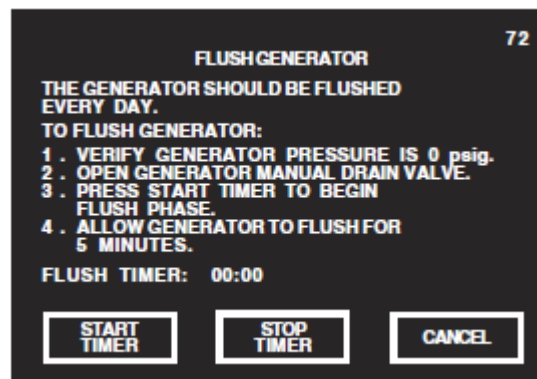 72
FLUSH GENERATOR
THE GENERATOR SHOULD BE FLUSHED
EVERY DAY.
TO FLUSH GENERATOR:
1 . VERIFY GENERATOR PRESSURE IS 0 psig.
2 . OPEN GENERATOR MANUAL DRAIN VALVE.
3 . PRESS START TIMER TO BEGIN
FLUSH PHASE.
4 . ALLOW GENERATOR TO FLUSH FOR
5 MINUTES.
FLUSH TIMER: 00:00
START
TIMER
STOP
TIMER
CANCEL